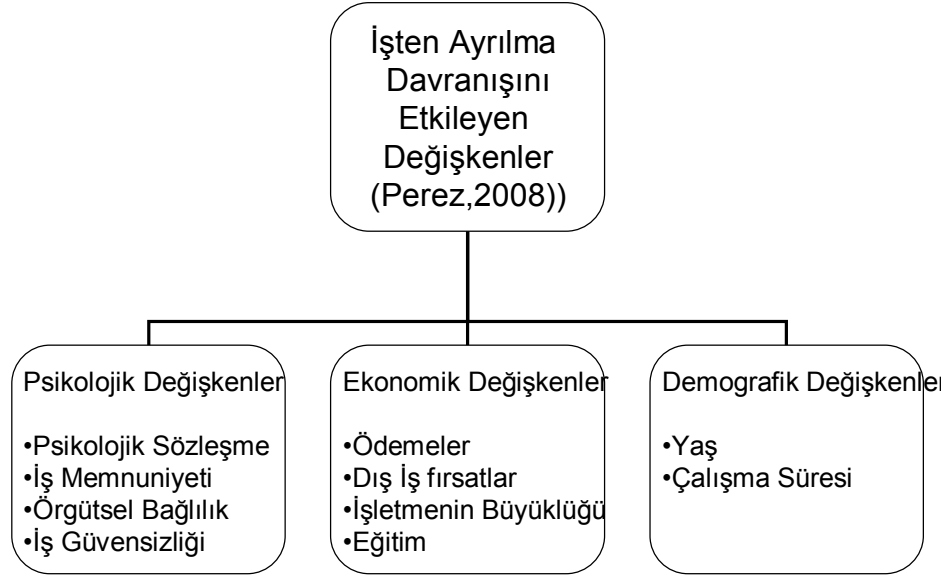 İşten Ayrılma
Davranışını
Etkileyen
Değişkenler
(Perez,2008))
Psikolojik Değişkenler
•Psikolojik Sözleşme
•İş Memnuniyeti
•Örgütsel Bağlılık
•İş Güvensizliği
Ekonomik Değişkenler
•Ödemeler
•Dış İş fırsatlar
•İşletmenin Büyüklüğü
•Eğitim
Demografik Değişkenler
•Yaş
•Çalışma Süresi